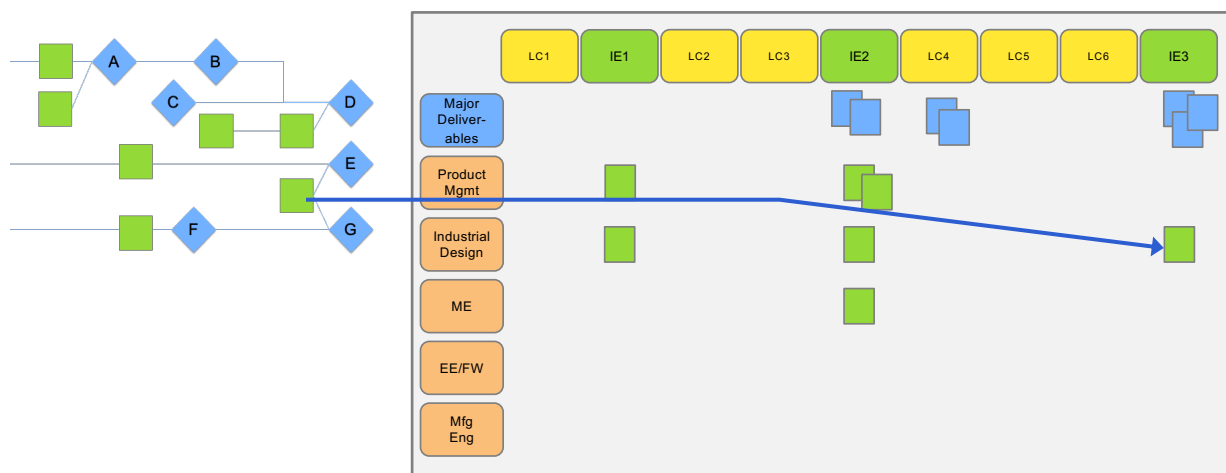 A
B
C
D
E
F
G
LC1
IE1
LC2
LC3
IE2
LC4
LC5
LC6
IE3
Major
Deliver-
ables
Product
Mgmt
Industrial
Design
ME
EE/FW
Mfg
Eng